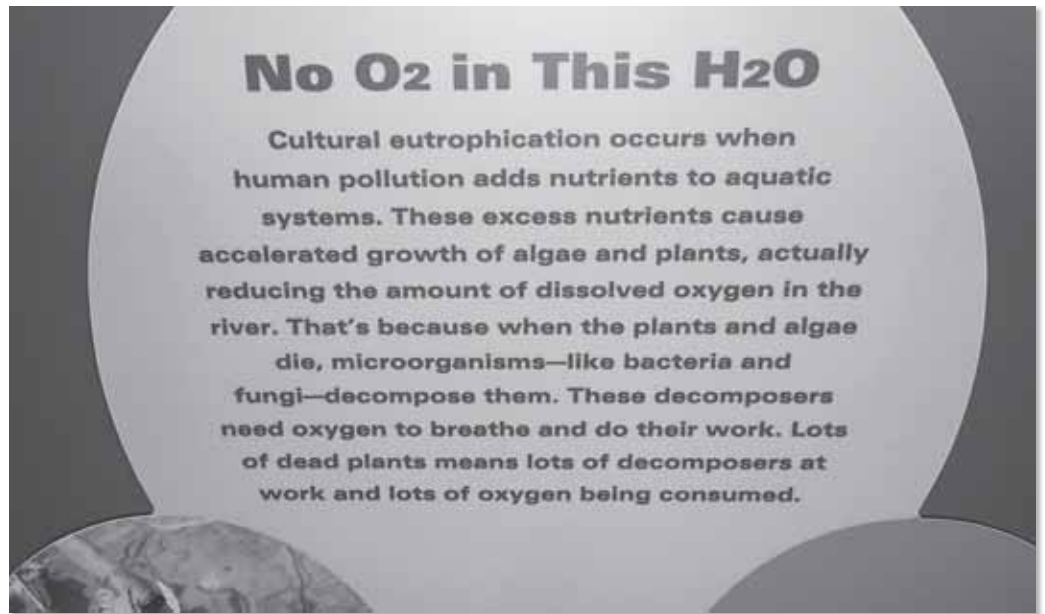 No O2 in This H2O
Cultural eutrophication occurs when
human pollution adds nutrients to aquatic
systems. These excess nutrients cause
accelerated growth of algae and plants, actually
reducing the amount of dissolved oxygen in the
river. That's because when the plants and algae
die, microorganisms—like bacteria and
fungi—decompose them. These decomposers
need oxygen to breathe and do their work. Lots
of dead plants means lots of decomposers at
work and lots of oxygen being consumed.